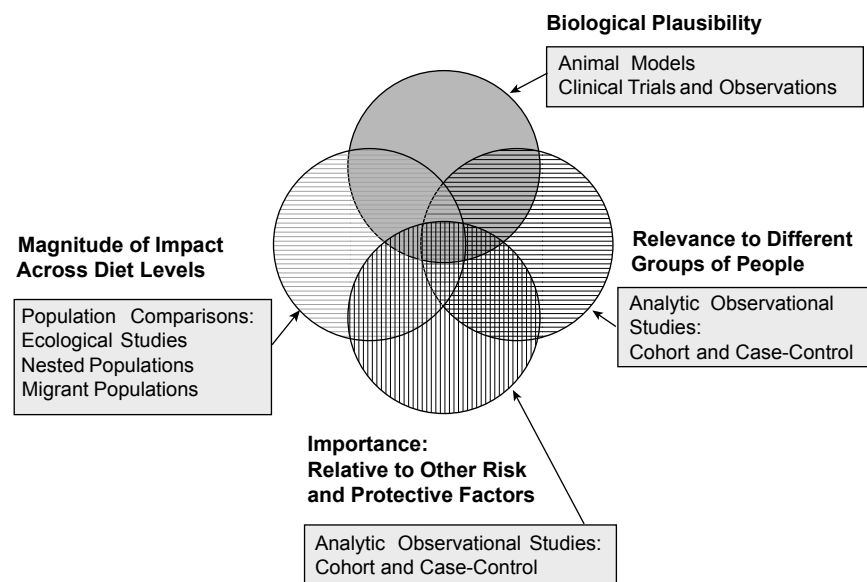 Biological Plausibility
Animal Models
Clinical Trials and Observations
Magnitude of Impact
Across Diet Levels
Population Comparisons:
Ecological Studies
Nested Populations
Migrant Populations
Relevance to Different
Groups of People
Analytic Observational
Studies:
Cohort and Case-Control
Importance:
Relative to Other Risk
and Protective Factors
Analytic Observational Studies:
Cohort and Case-Control